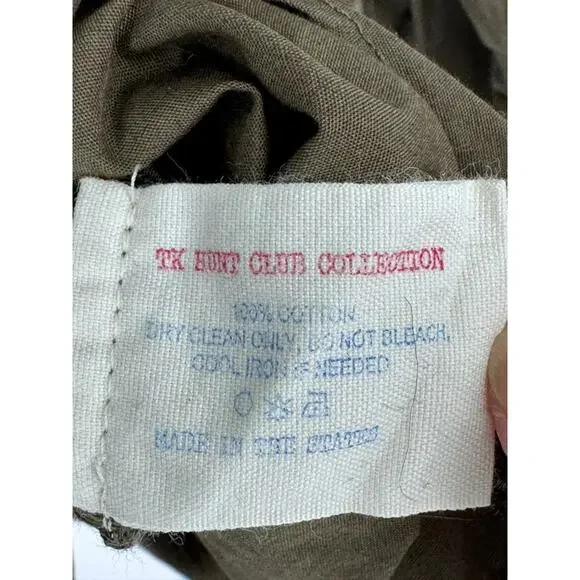 TK HUNT CLUB COLLECTION
100% COTTON
DRY CLEAN ONLY, DO NOT BLEACH,
COOL IRON IF NEEDED
MADE IN THE STATES